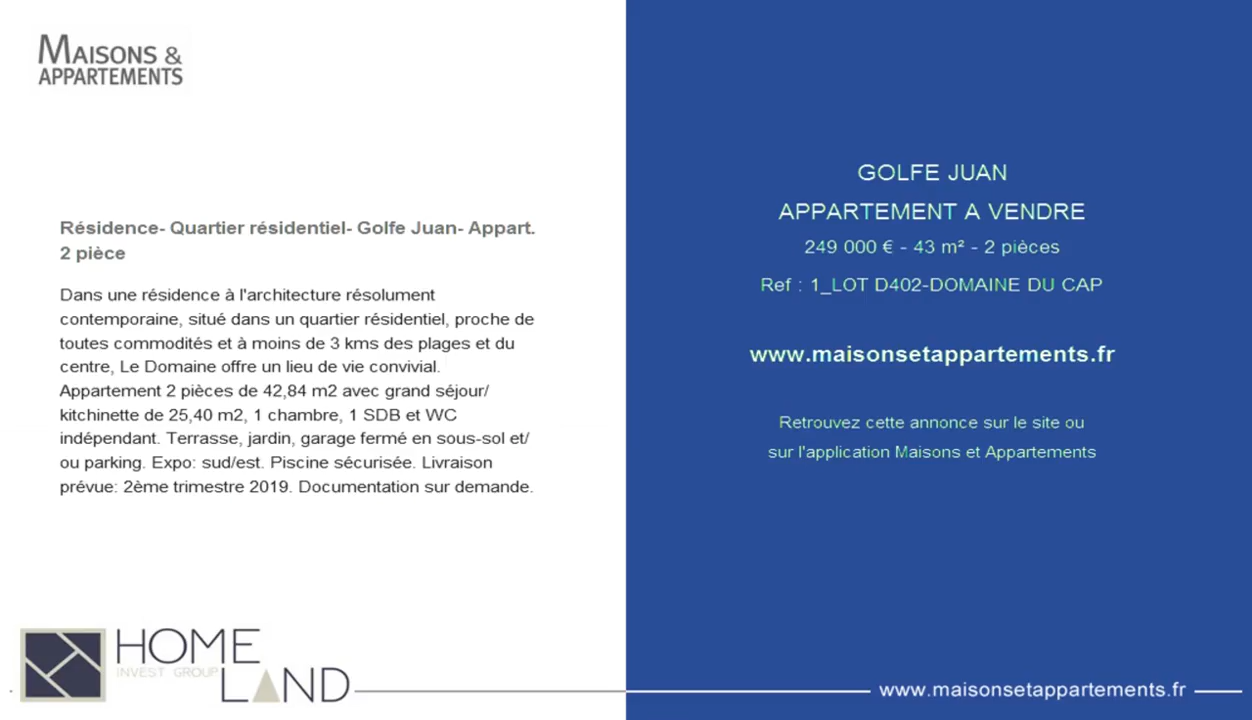 MAISONS &
APPARTEMENTS
Résidence- Quartier résidentiel- Golfe Juan- Appart.
2 pièce
Dans une résidence à l'architecture résolument
contemporaine, situé dans un quartier résidentiel, proche de
toutes commodités et à moins de 3 kms des plages et du
centre, Le Domaine offre un lieu de vie convivial.
Appartement 2 pièces de 42,84 m2 avec grand séjour/
kitchinette de 25,40 m2, 1 chambre, 1 SDB et WC
indépendant. Terrasse, jardin, garage fermé en sous-sol et/
ou parking. Expo: sud/est. Piscine sécurisée. Livraison
prévue: 2ème trimestre 2019. Documentation sur demande.
HOME
INVEST GROUP
LAND
GOLFE JUAN
APPARTEMENT A VENDRE
249 000 € - 43 m² - 2 pièces
Ref : 1_LOT D402-DOMAINE DU CAP
www.maisonsetappartements.fr
Retrouvez cette annonce sur le site ou
sur l'application Maisons et Appartements
www.maisonsetappartements.fr